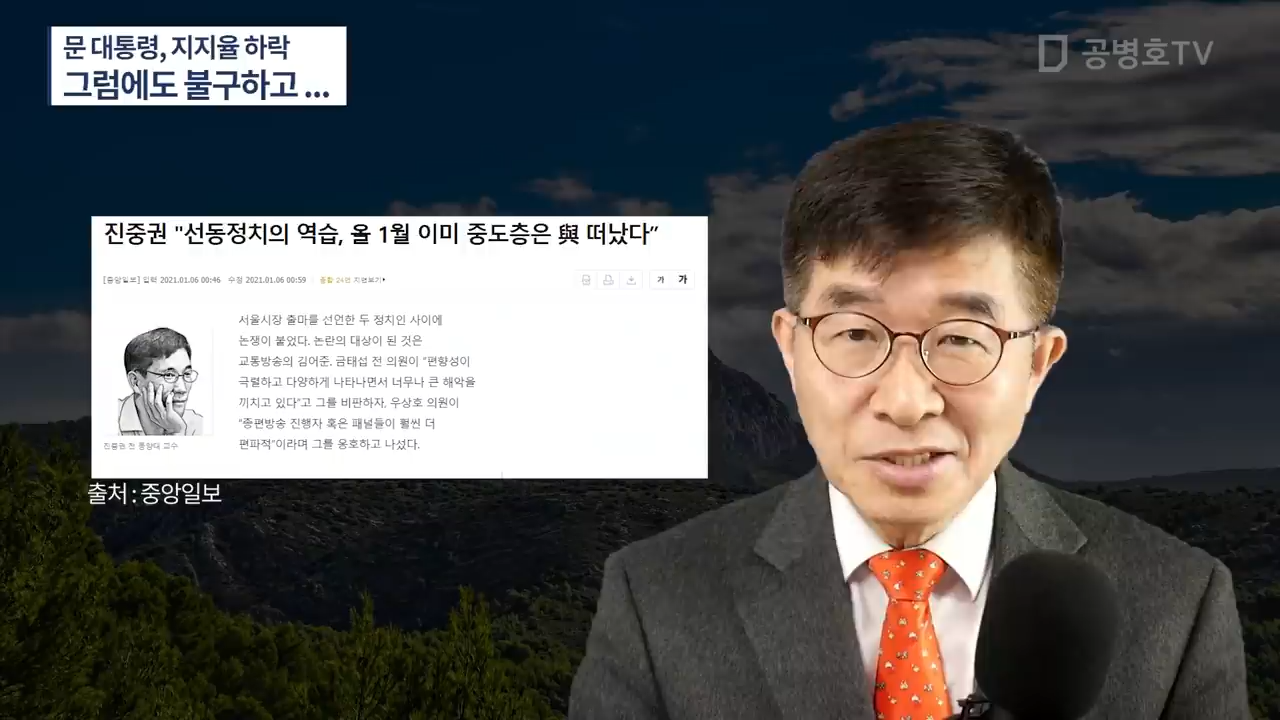 문 대통령, 지지율 하락
그럼에도 불구하고 ...
공병호TV
진중권 "선동정치의 역습, 올 1월 이미 중도층은 與 떠났다”
[중앙일보] 입력 2021.01.06 00:46 수정 2021.01.06 00:59 종합 24면 지면보기
가 가
서울시장 출마를 선언한 두 정치인 사이에
논쟁이 붙었다. 논란의 대상이 된 것은
교통방송의 김어준. 금태섭 전 의원이 “편향성이
극렬하고 다양하게 나타나면서 너무나 큰 해악을
끼치고 있다”고 그를 비판하자, 우상호 의원이
“종편방송 진행자 혹은 패널들이 훨씬 더
편파적”이라며 그를 옹호하고 나섰다.
진중권 전 동양대 교수
출처 : 중앙일보